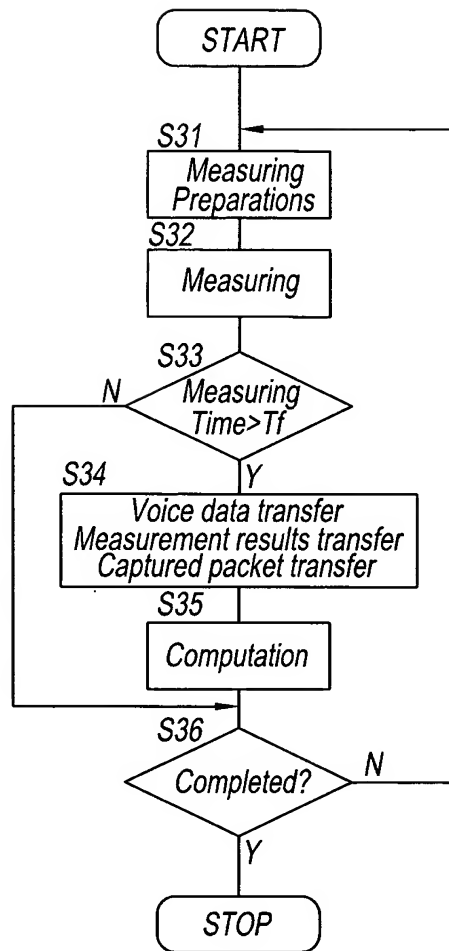 START
S31
Measuring
Preparations
S32
Measuring
S33
N
Measuring
Time>Tf
Y
S34
Voice data transfer
Measurement results transfer
Captured packet transfer
S35
Computation
S36
Completed?
N
Y
STOP